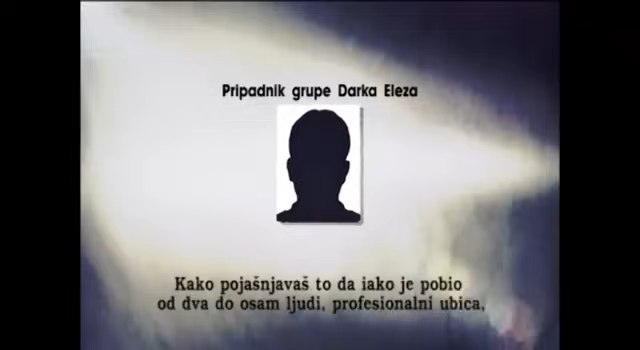 Pripadnik grupe Darka Eleza
Kako pojašnjavaš to da iako je pobio
od dva do osam ljudi, profesionalni ubica,